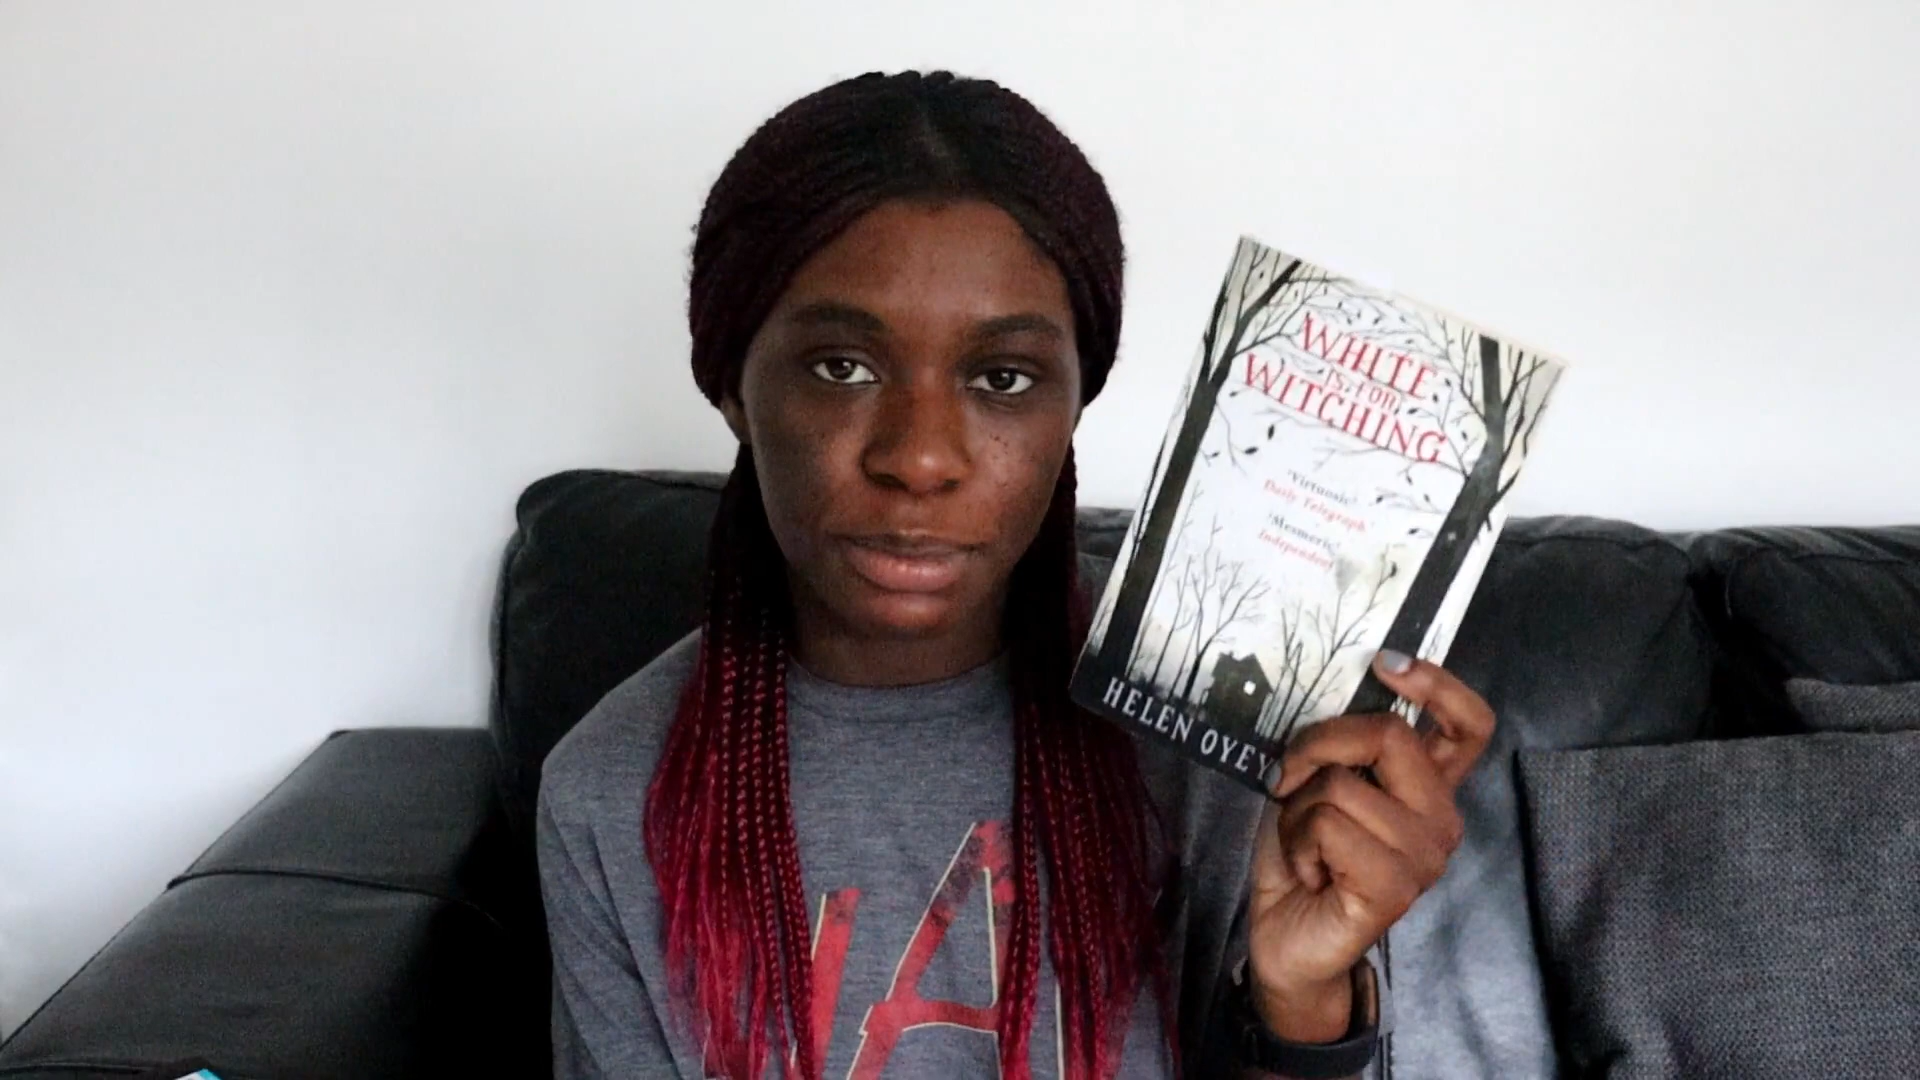 WHITE
IS FOR
WITCHING
'Virtuosic'
Daily Telegraph
'Mesmeric'
Independent
HELEN OYEY